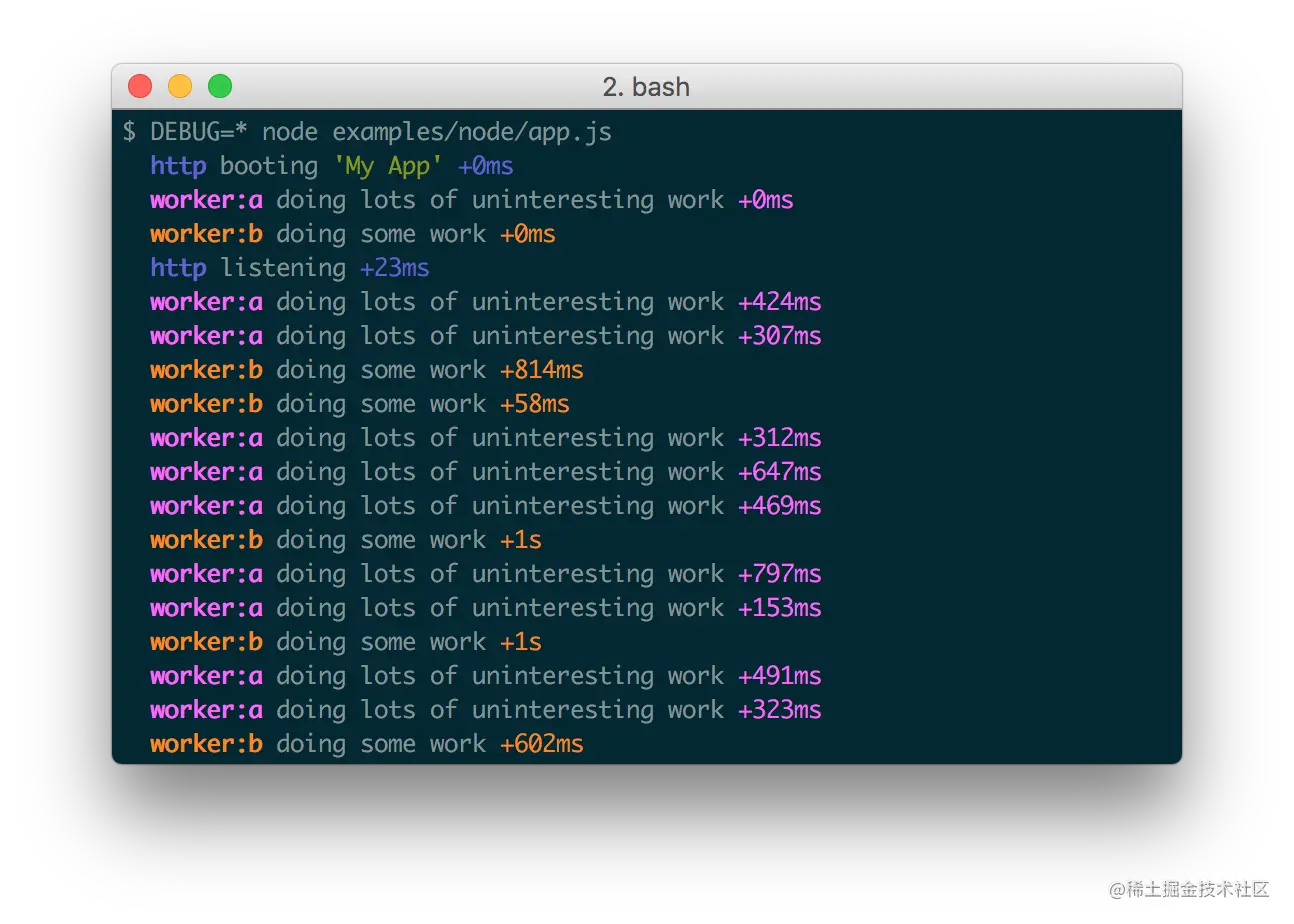 2. bash
$ DEBUG=* node examples/node/app.js
http booting 'My App' +0ms
worker:a doing lots of uninteresting work +0ms
worker:b doing some work +0ms
http listening +23ms
worker:a doing lots of uninteresting work +424ms
worker:a doing lots of uninteresting work +307ms
worker:b doing some work +814ms
worker:b doing some work +58ms
worker:a doing lots of uninteresting work +312ms
worker:a doing lots of uninteresting work +647ms
worker:a doing lots of uninteresting work +469ms
worker:b doing some work +1s
worker:a doing lots of uninteresting work +797ms
worker:a doing lots of uninteresting work +153ms
worker:b doing some work +1s
worker:a doing lots of uninteresting work +491ms
worker:a doing lots of uninteresting work +323ms
worker:b doing some work +602ms
@稀土掘金技术社区